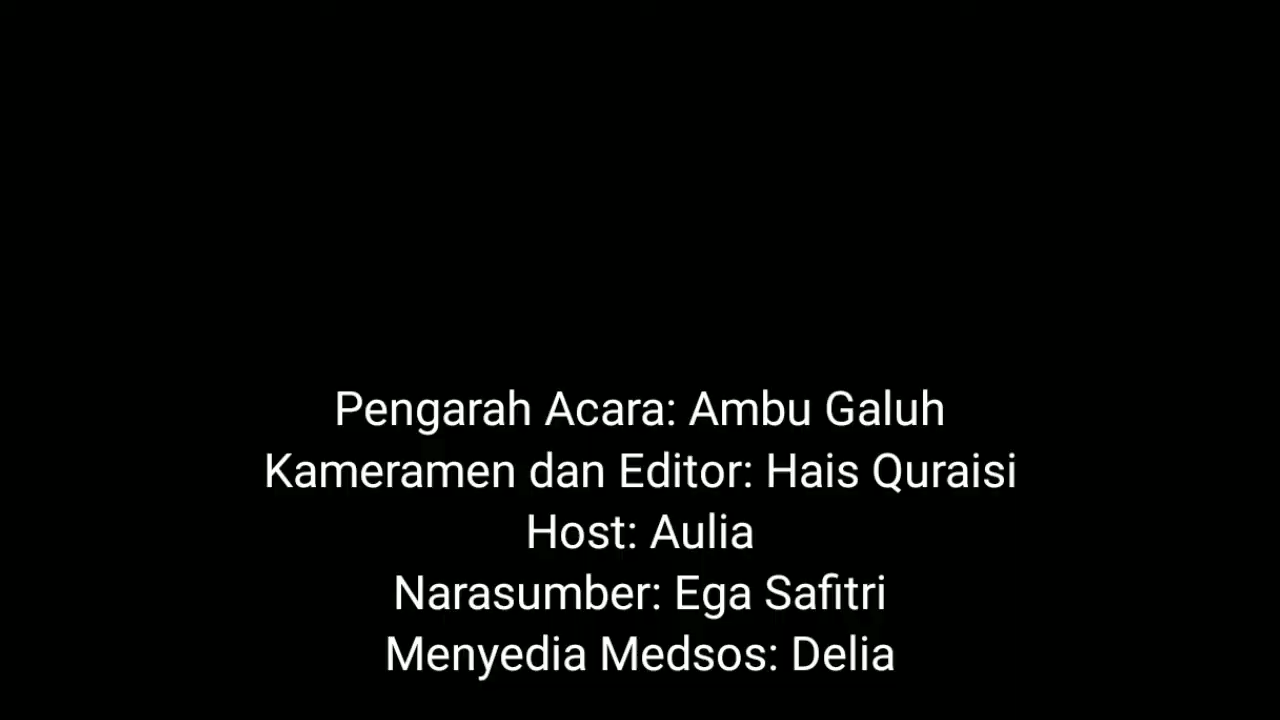 Pengarah Acara: Ambu Galuh
Kameramen dan Editor: Hais Quraisi
Host: Aulia
Narasumber: Ega Safitri
Menyedia Medsos: Delia